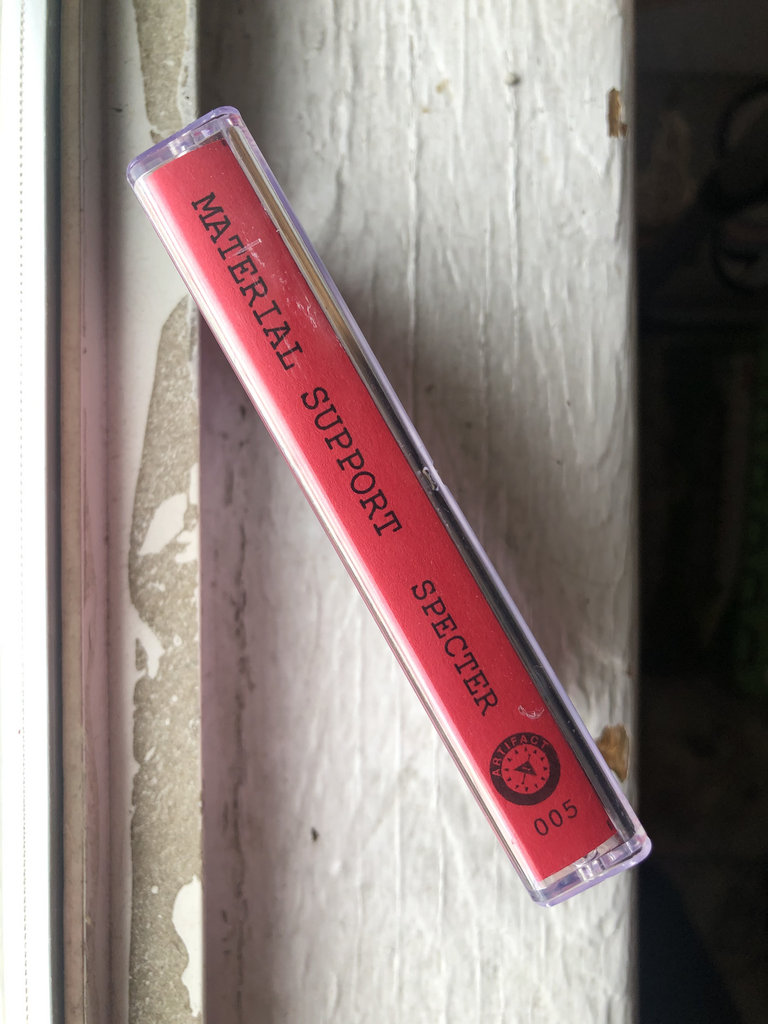 MATERIAL SUPPORT
SPECTER
ARTIFACT
005